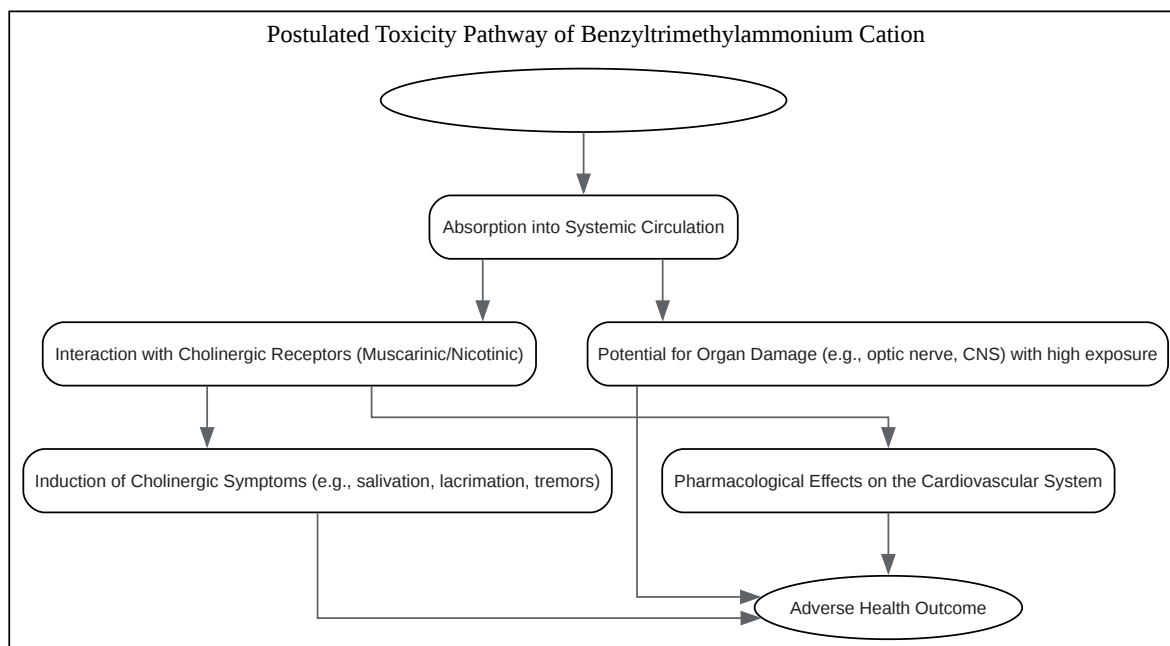 Postulated Toxicity Pathway of Benzyltrimethylammonium Cation
Absorption into Systemic Circulation
Interaction with Cholinergic Receptors (Muscarinic/Nicotinic)
Potential for Organ Damage (e.g., optic nerve, CNS) with high exposure
Induction of Cholinergic Symptoms (e.g., salivation, lacrimation, tremors)
Pharmacological Effects on the Cardiovascular System
Adverse Health Outcome